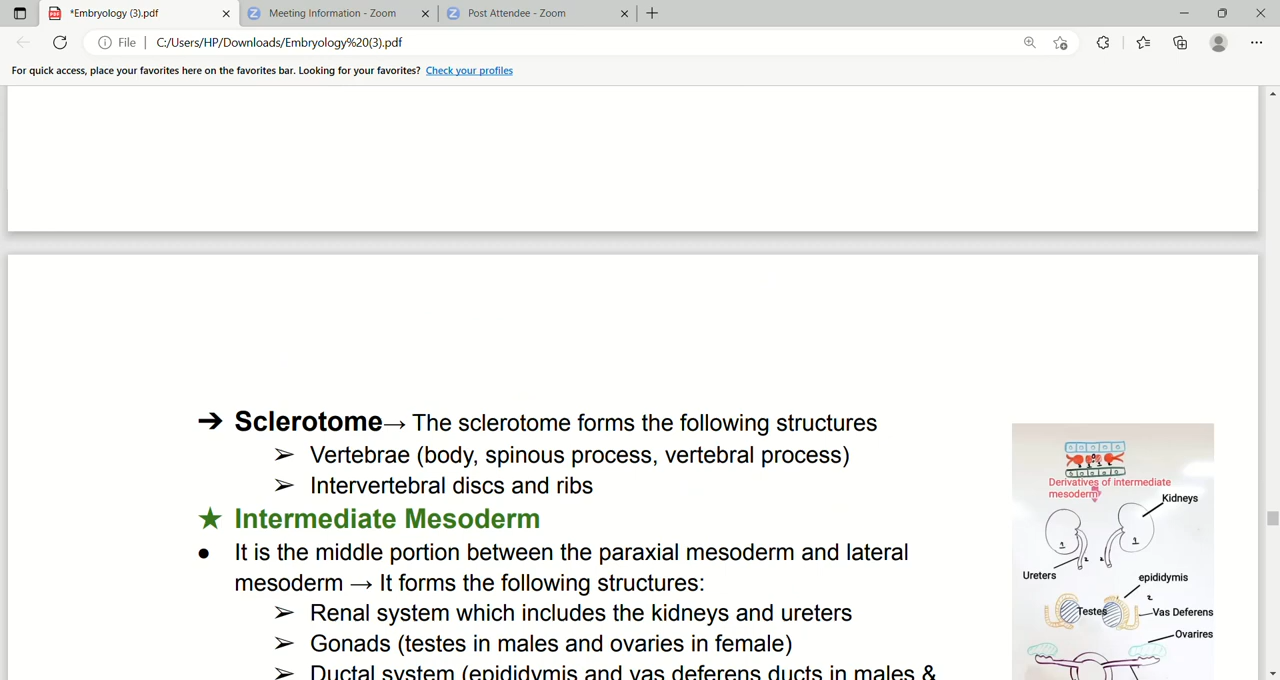 *Embryology (3).pdf
Meeting Information - Zoom
Post Attendee - Zoom
File
C:/Users/HP/Downloads/Embryology%20(3).pdf
For quick access, place your favorites here on the favorites bar. Looking for your favorites? Check your profiles
➔ Sclerotome→ The sclerotome forms the following structures
➢ Vertebrae (body, spinous process, vertebral process)
➢ Intervertebral discs and ribs
★ Intermediate Mesoderm
● It is the middle portion between the paraxial mesoderm and lateral
mesoderm → It forms the following structures:
➢ Renal system which includes the kidneys and ureters
➢ Gonads (testes in males and ovaries in female)
➢ Ductal system (epididymis and vas deferens ducts in males &
Derivatives of intermediate
mesoderm
Kidneys
1
1
2
2
Ureters
epididymis
2
Testes
Vas Deferens
Ovarires